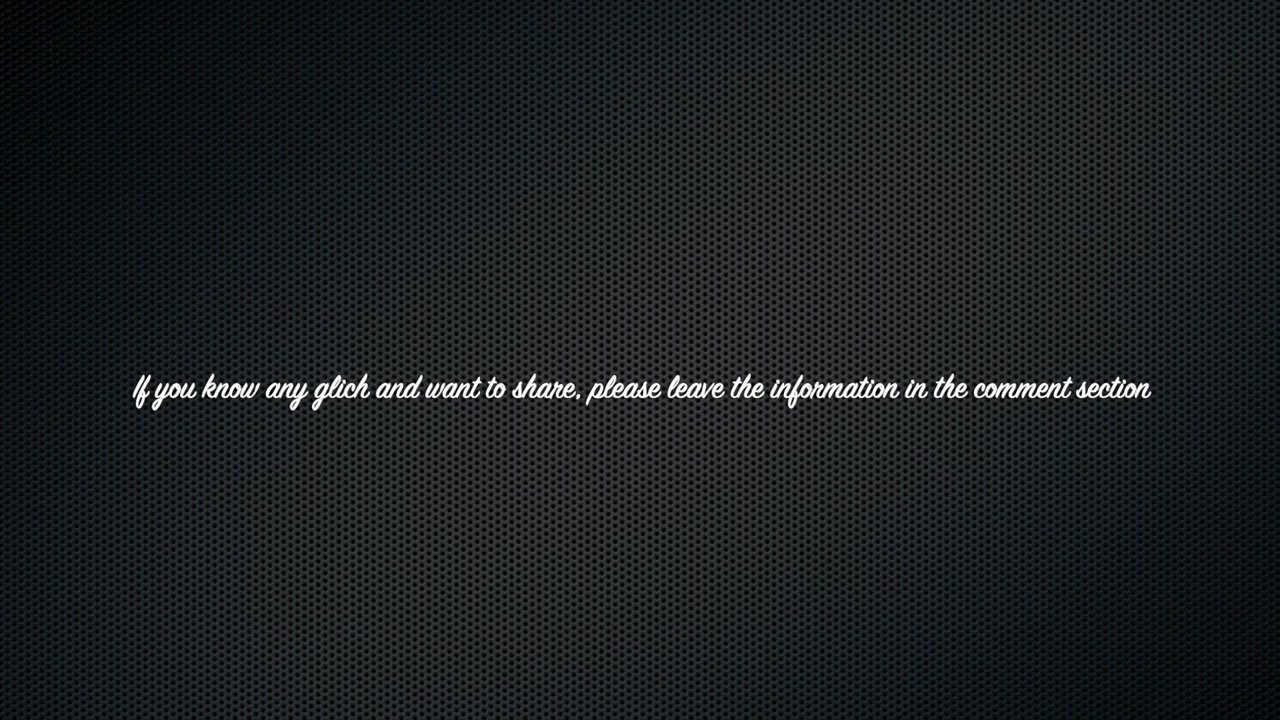 If you know any glich and want to share, please leave the information in the comment section